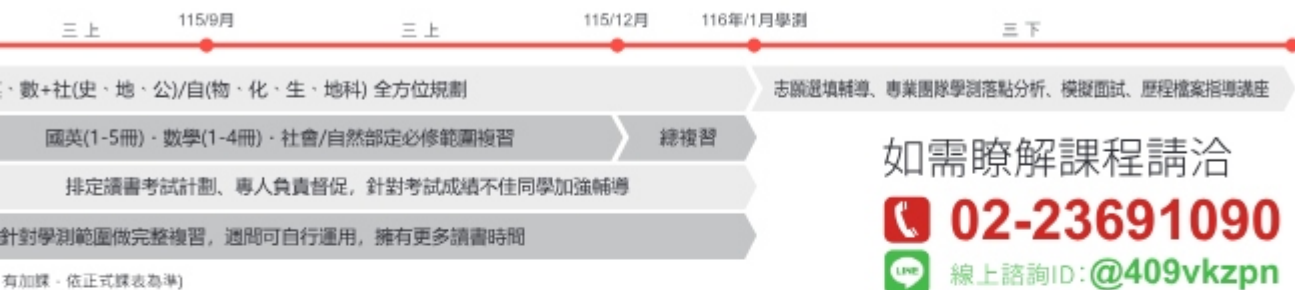 115/9月
115/12月
116年/1月學測
三上
三上
三下
、數+社(史、地、公)/自(物、化、生、地科) 全方位規劃
志願選填輔導、專業團隊學測落點分析、模擬面試、歷程檔案指導講座
國英(1-5冊)．數學(1-4冊)．社會/自然部定必修範圍複習
總複習
排定讀書考試計劃、專人負責督促，針對考試成績不佳同學加強輔導
針對學測範圍做完整複習，週間可自行運用，擁有更多讀書時間
有加課．依正式課表為準)
如需瞭解課程請洽
02-23691090
LINE
線上諮詢ID：@409vkzpn